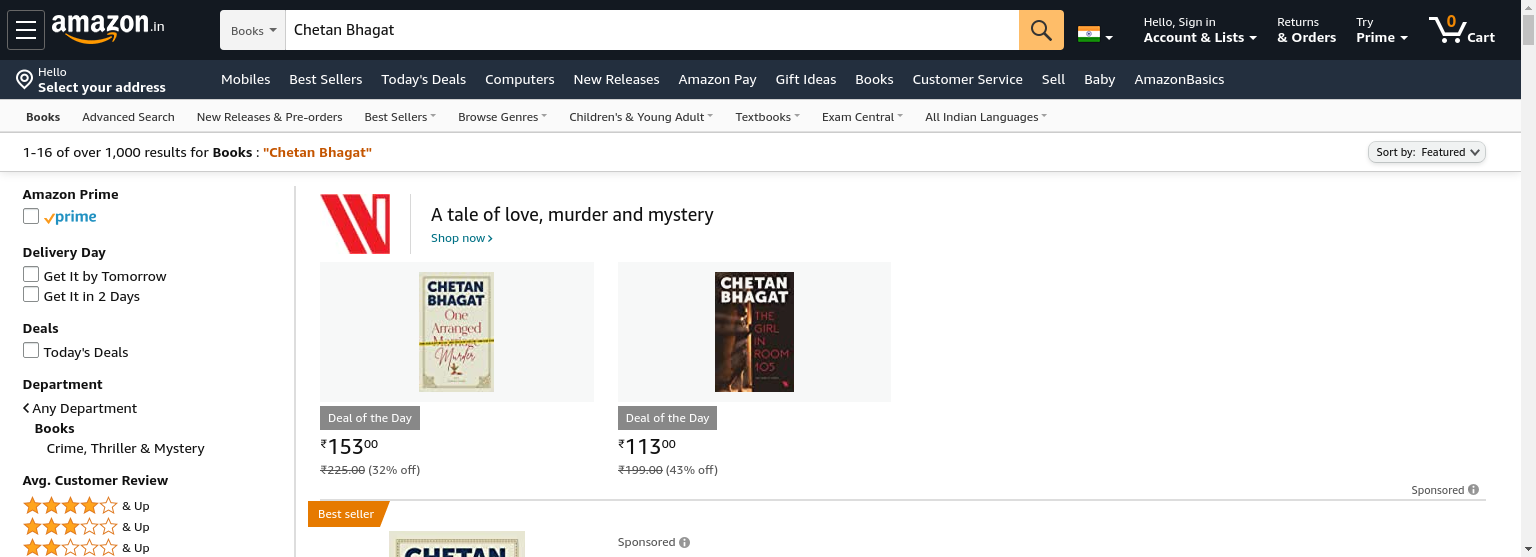 amazon.in
Books
Chetan Bhagat
Hello, Sign in
Account & Lists
Returns
& Orders
Try
Prime
0
Cart
Hello
Select your address
Mobiles Best Sellers Today's Deals Computers New Releases Amazon Pay Gift Ideas Books Customer Service Sell Baby AmazonBasics
Books Advanced Search New Releases & Pre-orders Best Sellers Browse Genres Children's & Young Adult Textbooks Exam Central All Indian Languages
1-16 of over 1,000 results for Books : "Chetan Bhagat"
Sort by: Featured
Amazon Prime
prime
Delivery Day
Get It by Tomorrow
Get It in 2 Days
Deals
Today's Deals
Department
Any Department
Books
Crime, Thriller & Mystery
Avg. Customer Review
& Up
& Up
& Up
A tale of love, murder and mystery
Shop now
CHETAN
BHAGAT
One
Arranged
Marriage
Murder
Deal of the Day
₹15300
₹225.00 (32% off)
CHETAN
BHAGAT
THE
GIRL
IN
ROOM
105
Deal of the Day
₹11300
₹199.00 (43% off)
Sponsored
Best seller
CHETAN
Sponsored